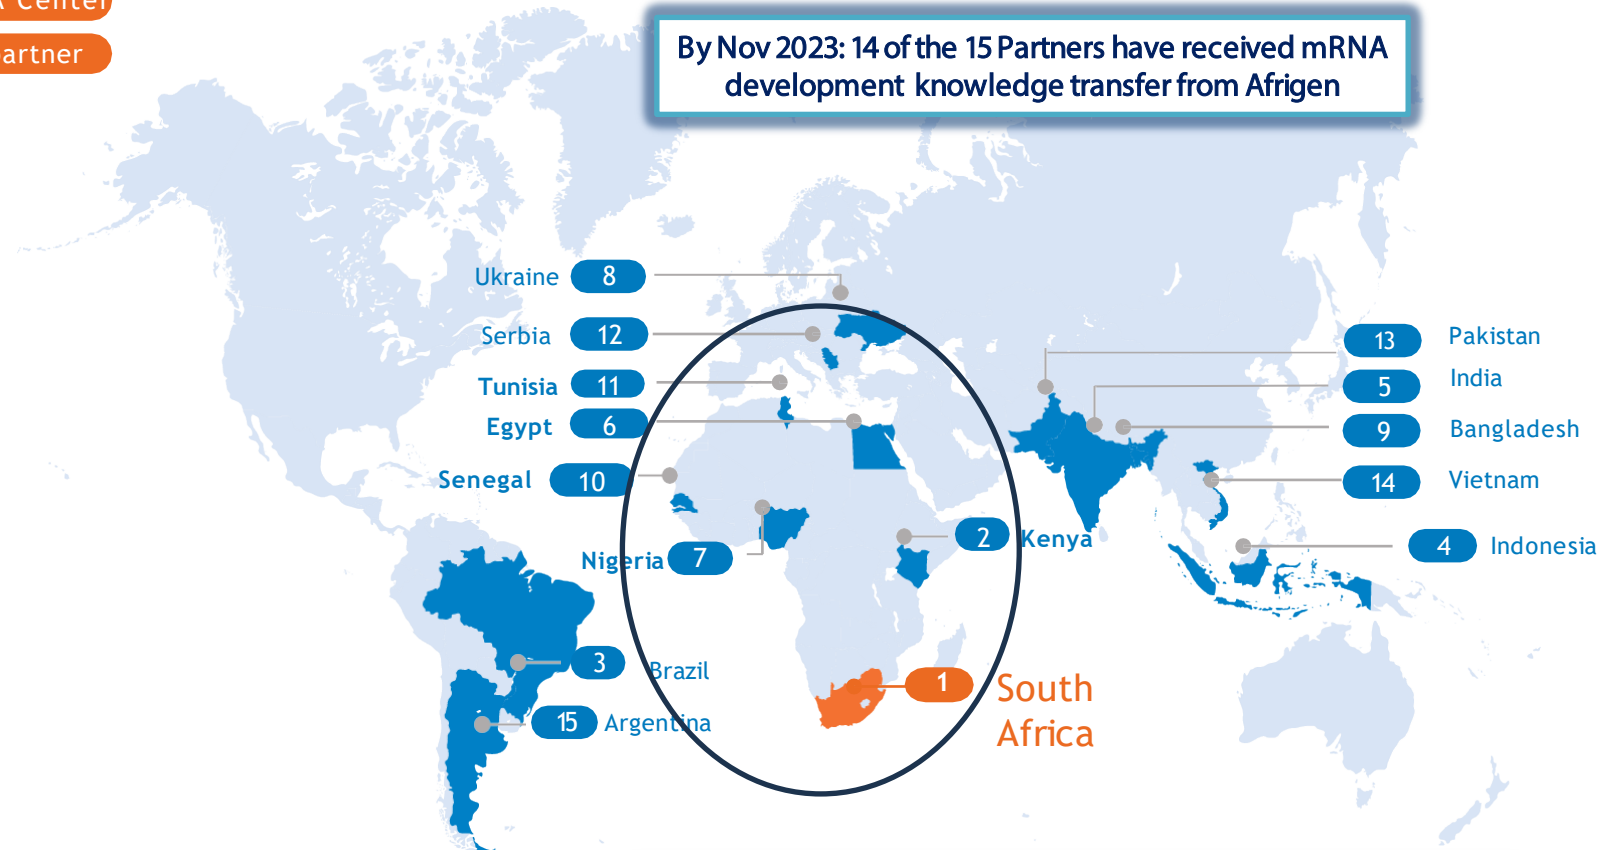 A Center
partner
By Nov 2023: 14 of the 15 Partners have received mRNA
development knowledge transfer from Afrigen
Ukraine 8
Serbia 12
Tunisia 11
Egypt 6
Senegal 10
Nigeria 7
2 Kenya
3 Brazil
15 Argentina
1 South
Africa
13 Pakistan
5 India
9 Bangladesh
14 Vietnam
4 Indonesia